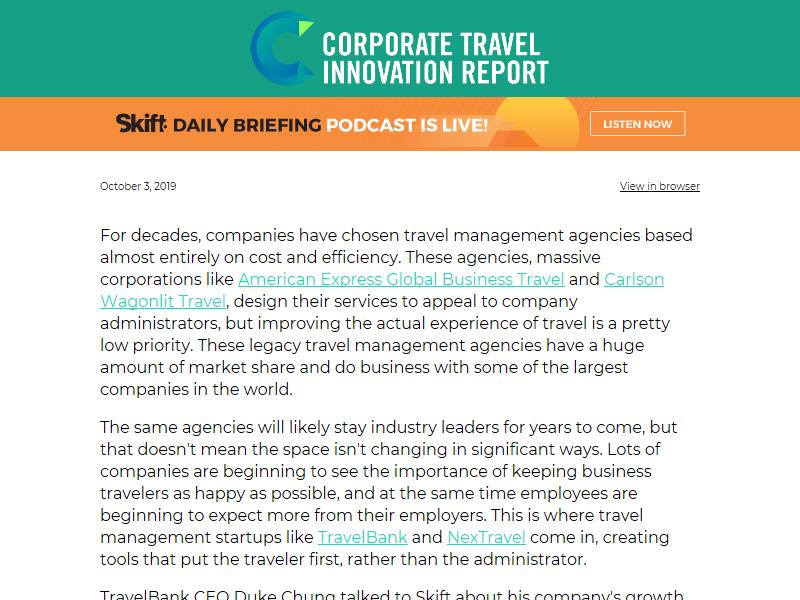 CORPORATE TRAVEL
INNOVATION REPORT
Skift DAILY BRIEFING PODCAST IS LIVE!
LISTEN NOW
October 3, 2019
View in browser
For decades, companies have chosen travel management agencies based
almost entirely on cost and efficiency. These agencies, massive
corporations like American Express Global Business Travel and Carlson
Wagonlit Travel, design their services to appeal to company
administrators, but improving the actual experience of travel is a pretty
low priority. These legacy travel management agencies have a huge
amount of market share and do business with some of the largest
companies in the world.
The same agencies will likely stay industry leaders for years to come, but
that doesn't mean the space isn't changing in significant ways. Lots of
companies are beginning to see the importance of keeping business
travelers as happy as possible, and at the same time employees are
beginning to expect more from their employers. This is where travel
management startups like TravelBank and NexTravel come in, creating
tools that put the traveler first, rather than the administrator.
TravelBank CEO Duke Chung talked to Skift about his company's growth